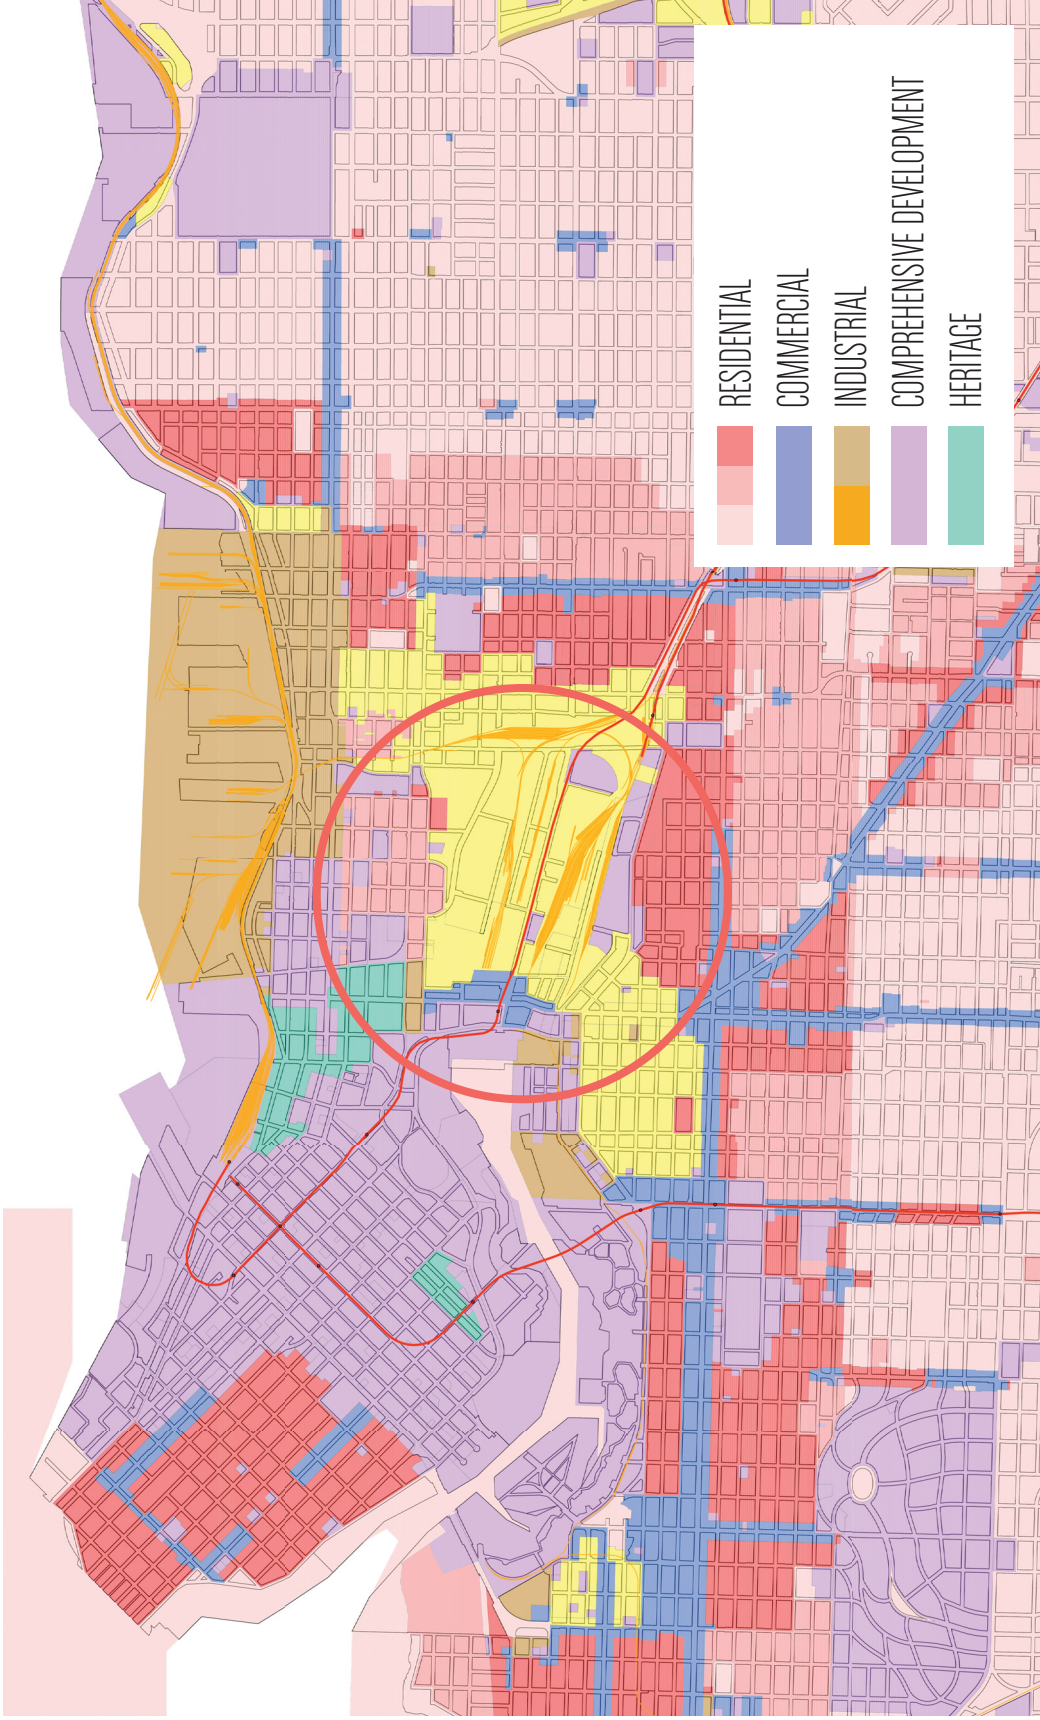 RESIDENTIAL
COMMERCIAL
INDUSTRIAL
COMPREHENSIVE DEVELOPMENT
HERITAGE